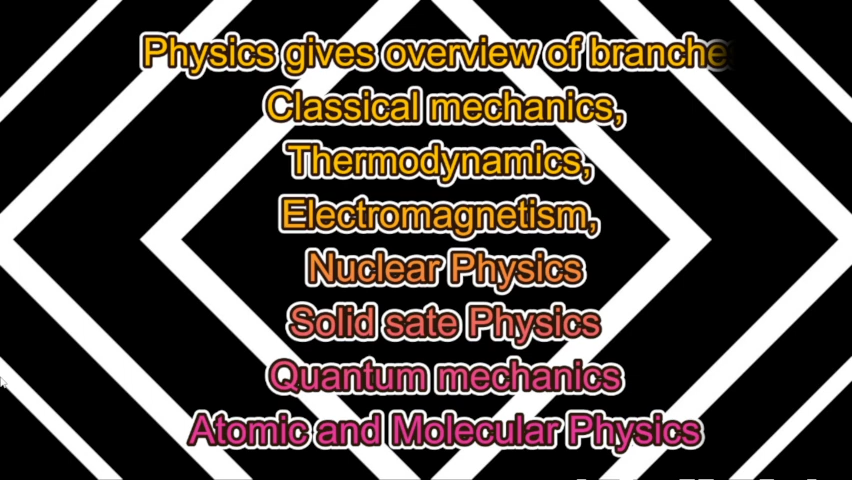 Physics gives overview of branche
Classical mechanics,
Thermodynamics,
Electromagnetism,
Nuclear Physics
Solid sate Physics
Quantum mechanics
Atomic and Molecular Physics